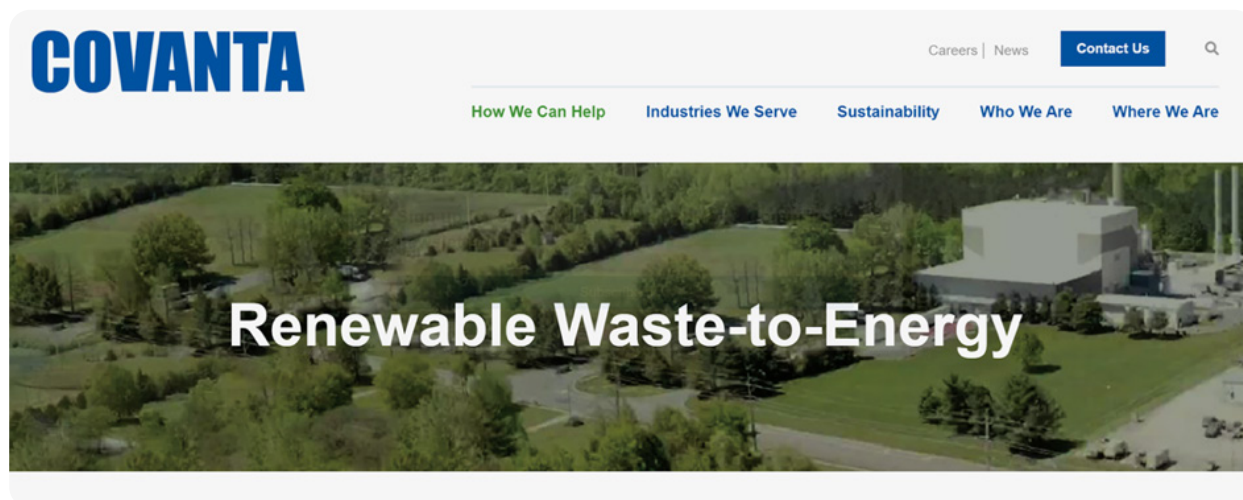 COVANTA
Careers | News Contact Us
How We Can Help Industries We Serve Sustainability Who We Are Where We Are
Renewable Waste-to-Energy